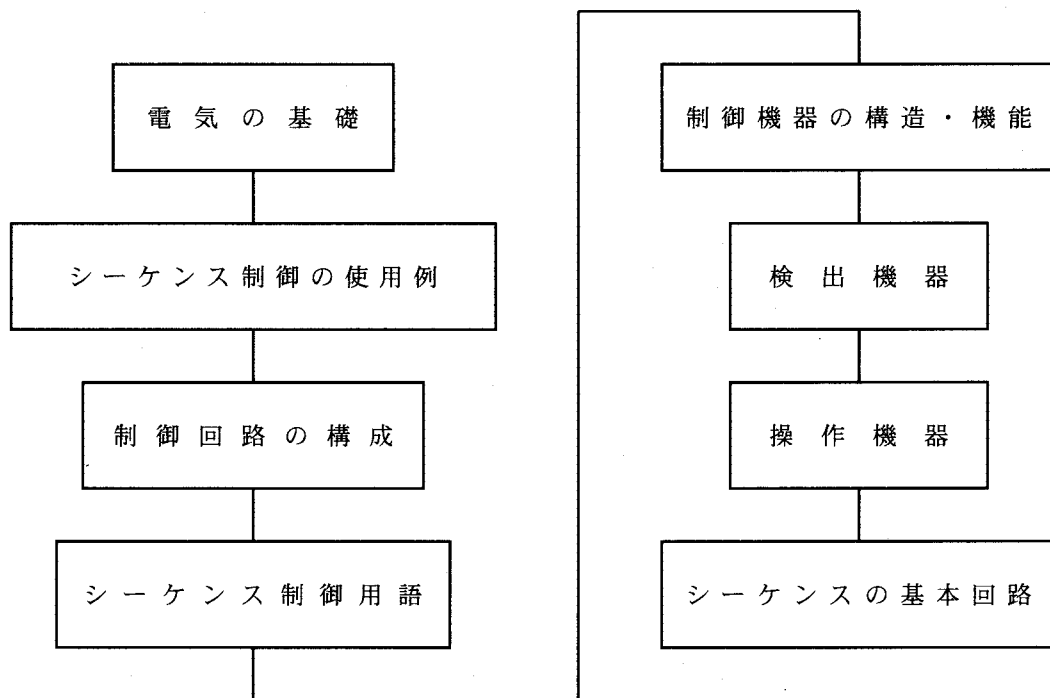 電気の基礎
シーケンス制御の使用例
制御回路の構成
シーケンス制御用語
制御機器の構造・機能
検出機器
操作機器
シーケンスの基本回路